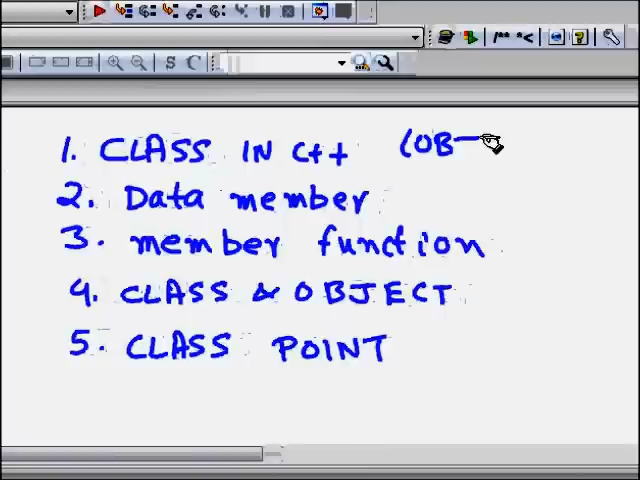 /** *<
S C
1. CLASS IN C++ (OB
2. Data member
3. member function
4. CLASS & OBJECT
5. CLASS POINT